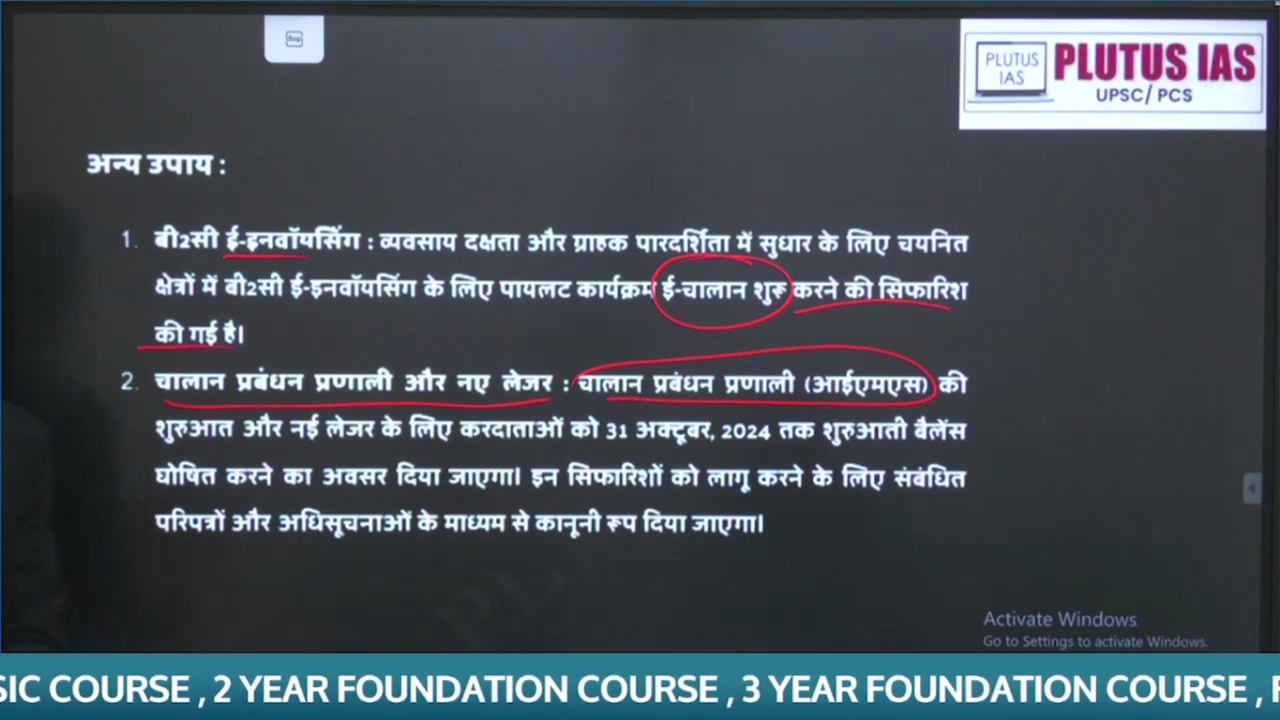 PLUTUS IAS
PLUTUS IAS
UPSC/ PCS
अन्य उपाय :
1. बी2सी ई-इनवॉयसिंग : व्यवसाय दक्षता और ग्राहक पारदर्शिता में सुधार के लिए चयनित
क्षेत्रों में बी2सी ई-इनवॉयसिंग के लिए पायलट कार्यक्रम ई-चालान शुरू करने की सिफारिश
की गई है।
2. चालान प्रबंधन प्रणाली और नए लेजर : चालान प्रबंधन प्रणाली (आईएमएस) की
शुरुआत और नई लेजर के लिए करदाताओं को 31 अक्टूबर, 2024 तक शुरुआती बैलेंस
घोषित करने का अवसर दिया जाएगा। इन सिफारिशों को लागू करने के लिए संबंधित
परिपत्रों और अधिसूचनाओं के माध्यम से कानूनी रूप दिया जाएगा।
Activate Windows
Go to Settings to activate Windows.
SIC COURSE , 2 YEAR FOUNDATION COURSE , 3 YEAR FOUNDATION COURSE ,